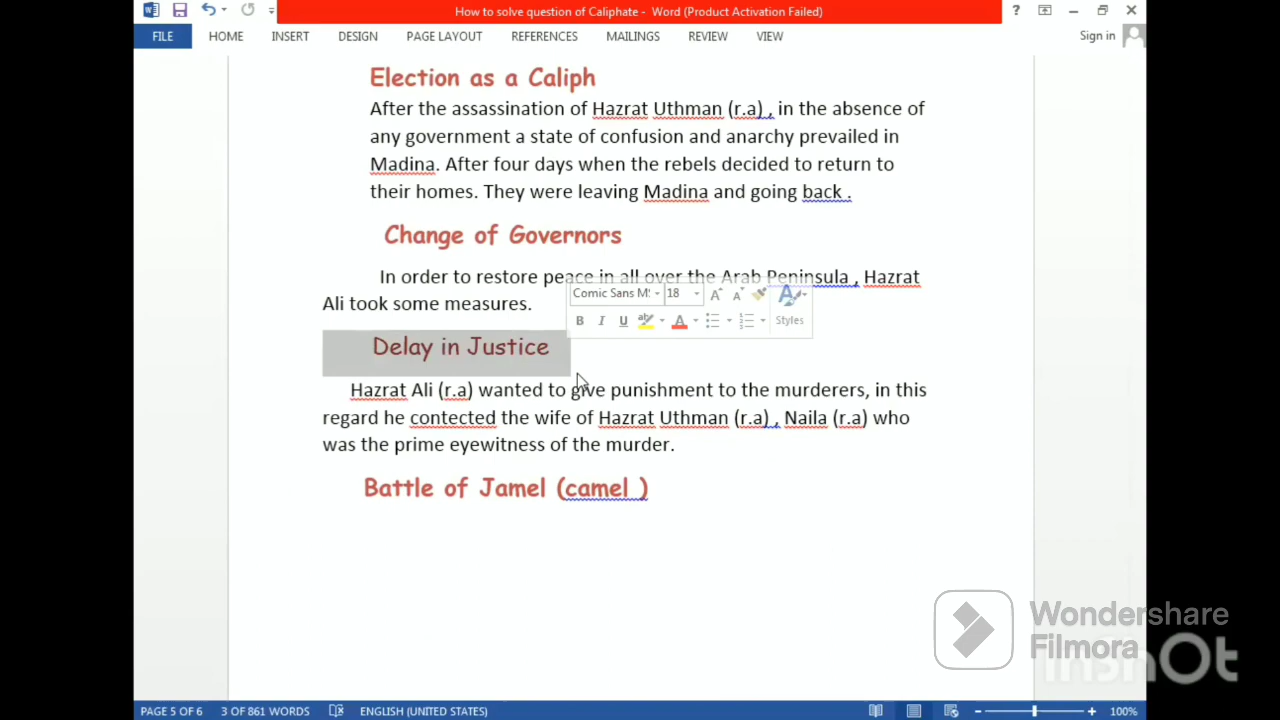 How to solve question of Caliphate - Word (Product Activation Failed)
?
FILE HOME INSERT DESIGN PAGE LAYOUT REFERENCES MAILINGS REVIEW VIEW Sign in
Election as a Caliph
After the assassination of Hazrat Uthman (r.a) , in the absence of
any government a state of confusion and anarchy prevailed in
Madina. After four days when the rebels decided to return to
their homes. They were leaving Madina and going back .
Change of Governors
In order to restore peace in all over the Arab Peninsula , Hazrat
Ali took some measures.
Comic Sans M 18 A A A
B I U ab A Styles
Delay in Justice
Hazrat Ali (r.a) wanted to give punishment to the murderers, in this
regard he contected the wife of Hazrat Uthman (r.a) , Naila (r.a) who
was the prime eyewitness of the murder.
Battle of Jamel (camel )
Wondershare
Filmora
InShOt
PAGE 5 OF 6 3 OF 861 WORDS ENGLISH (UNITED STATES) 100%